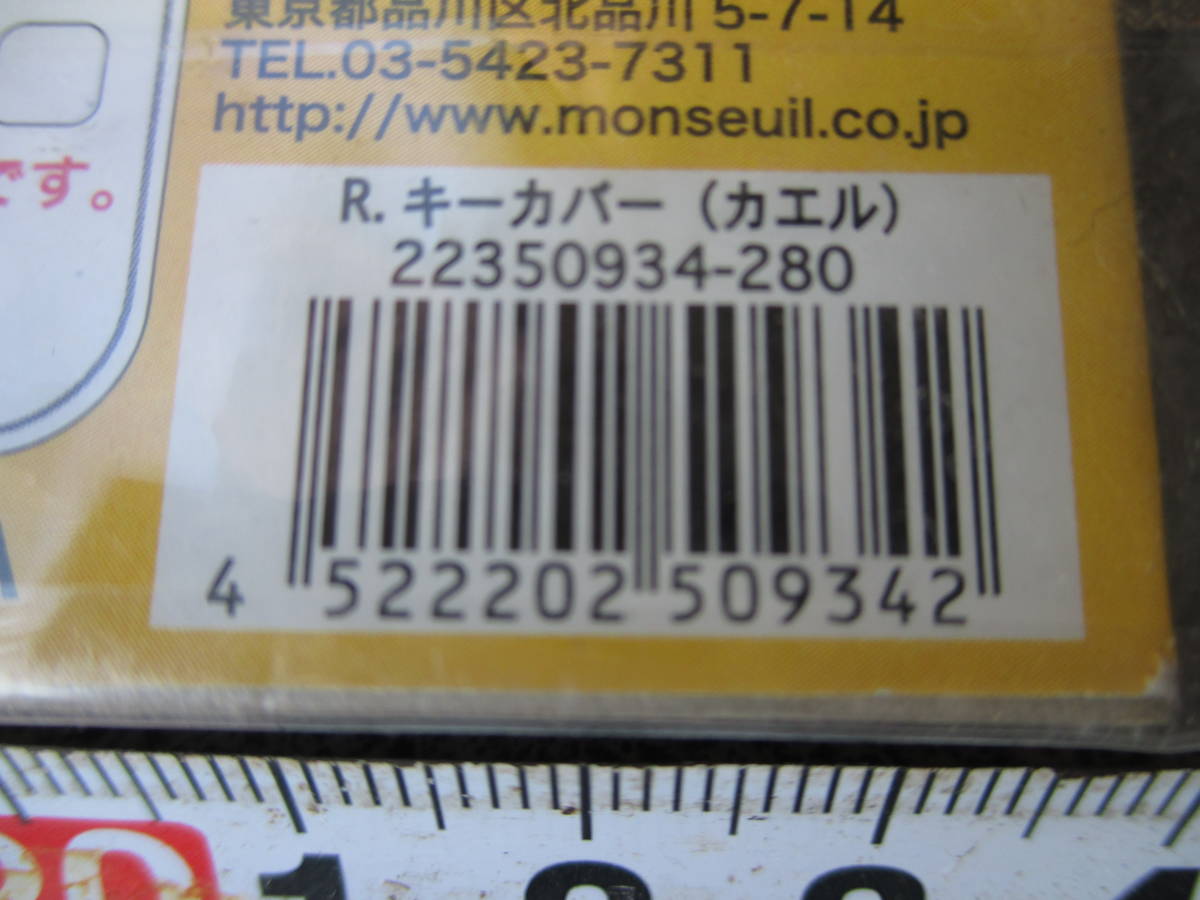 東京都品川区北品川 5-7-14
TEL.03-5423-7311
http://www.monseuil.co.jp
です。
R. キーカバー (カエル)
22350934-280
4 522202 509342
1